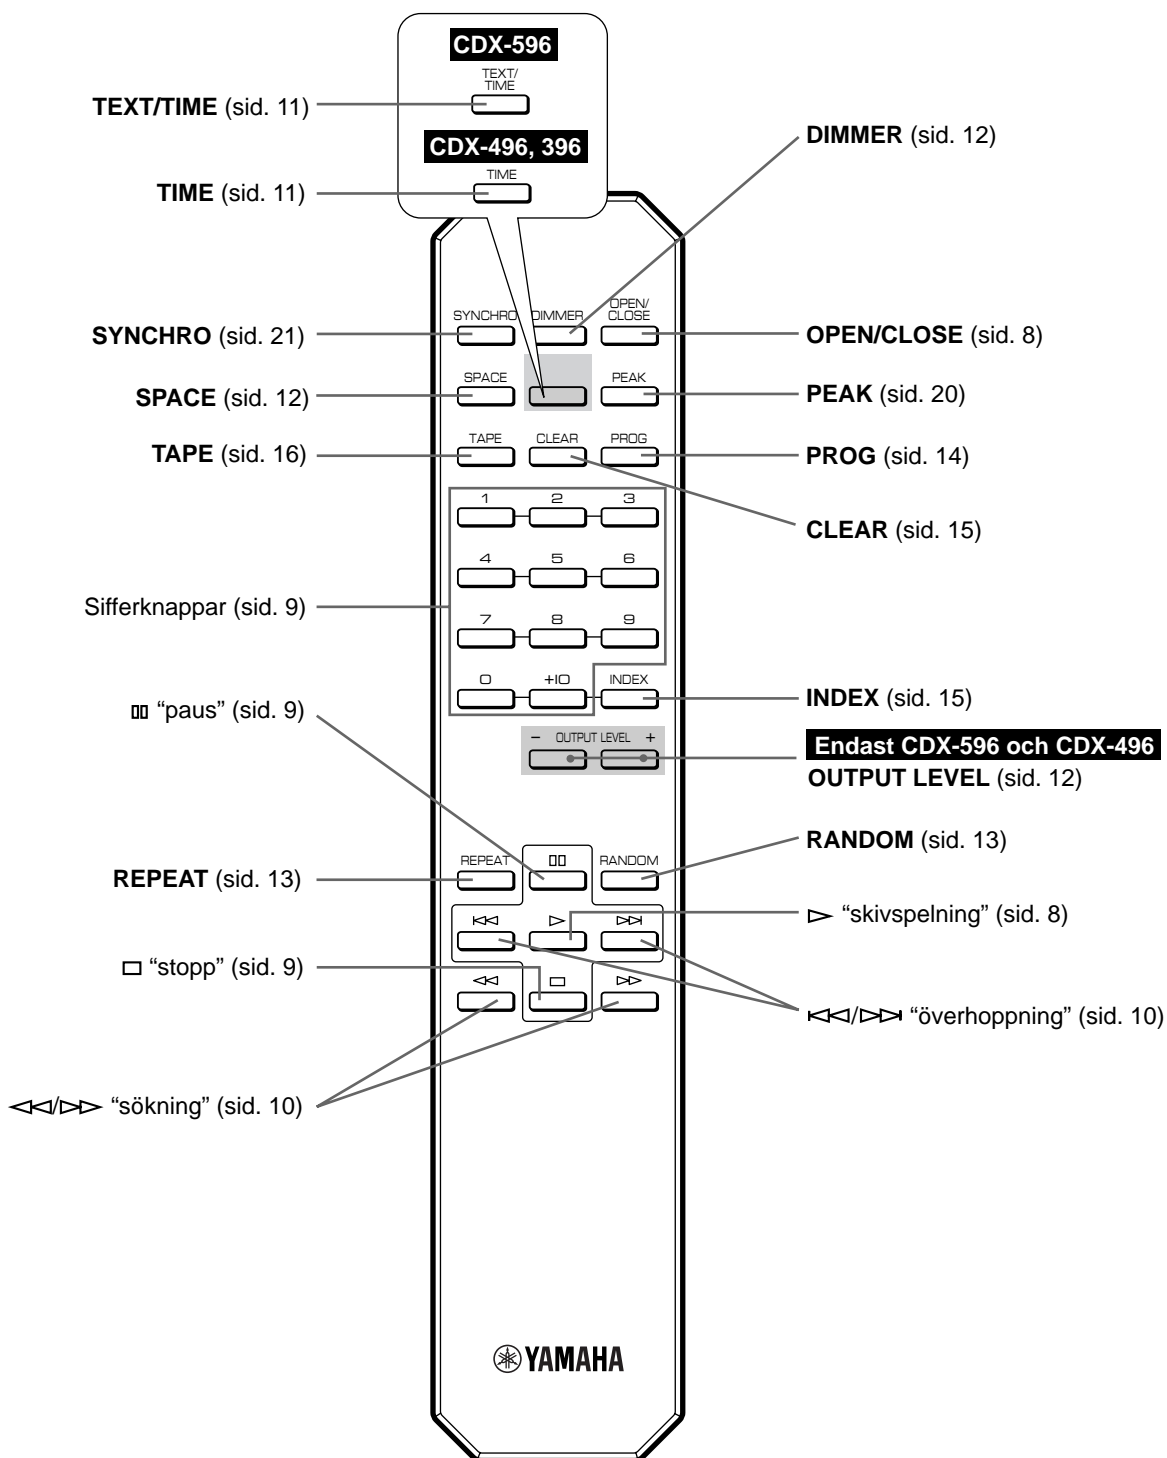 CDX-596
TEXT/
TIME
TEXT/TIME (sid. 11)
CDX-496, 396
TIME
TIME (sid. 11)
DIMMER (sid. 12)
SYNCHRO
DIMMER
OPEN/
CLOSE
SYNCHRO (sid. 21)
OPEN/CLOSE (sid. 8)
SPACE
PEAK
SPACE (sid. 12)
PEAK (sid. 20)
TAPE
CLEAR
PROG
TAPE (sid. 16)
PROG (sid. 14)
1 2 3
CLEAR (sid. 15)
4 5 6
Sifferknappar (sid. 9)
7 8 9
0 +10 INDEX
INDEX (sid. 15)
“paus” (sid. 9)
– OUTPUT LEVEL +
Endast CDX-596 och CDX-496
OUTPUT LEVEL (sid. 12)
RANDOM (sid. 13)
REPEAT
RANDOM
REPEAT (sid. 13)
“skivspelning” (sid. 8)
“stopp” (sid. 9)
“överhoppning” (sid. 10)
“sökning” (sid. 10)
YAMAHA